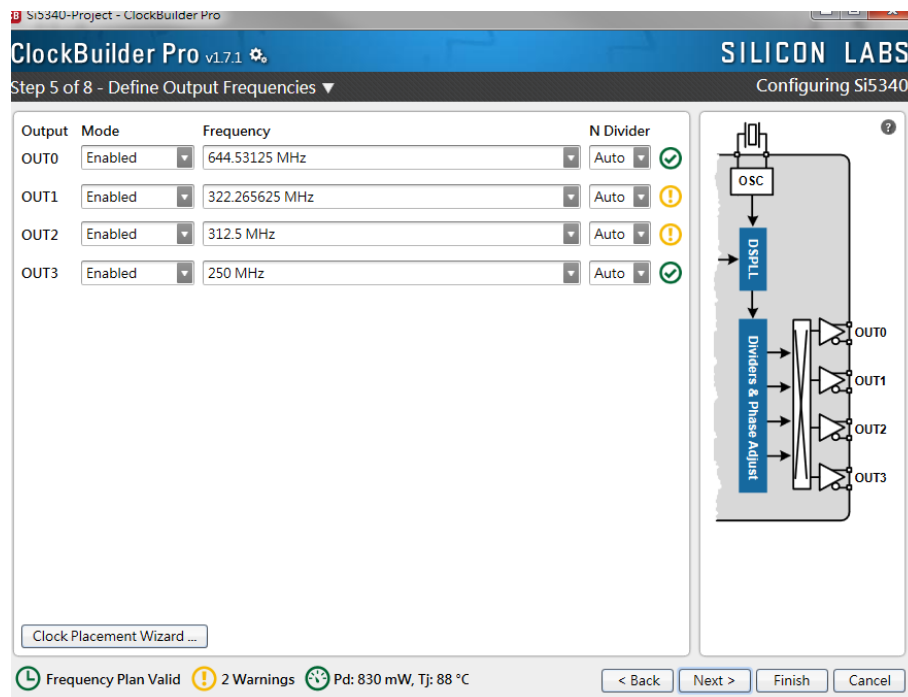 Si5340-Project - ClockBuilder Pro
ClockBuilder Pro v1.7.1
SILICON LABS
Step 5 of 8 - Define Output Frequencies ▼
Configuring Si5340
Output Mode Frequency N Divider
OUT0 Enabled 644.53125 MHz Auto
OUT1 Enabled 322.265625 MHz Auto
OUT2 Enabled 312.5 MHz Auto
OUT3 Enabled 250 MHz Auto
?
OSC
DSPLL
Dividers & Phase Adjust
OUT0
OUT1
OUT2
OUT3
Clock Placement Wizard ...
Frequency Plan Valid ! 2 Warnings Pd: 830 mW, Tj: 88 °C
< Back Next > Finish Cancel